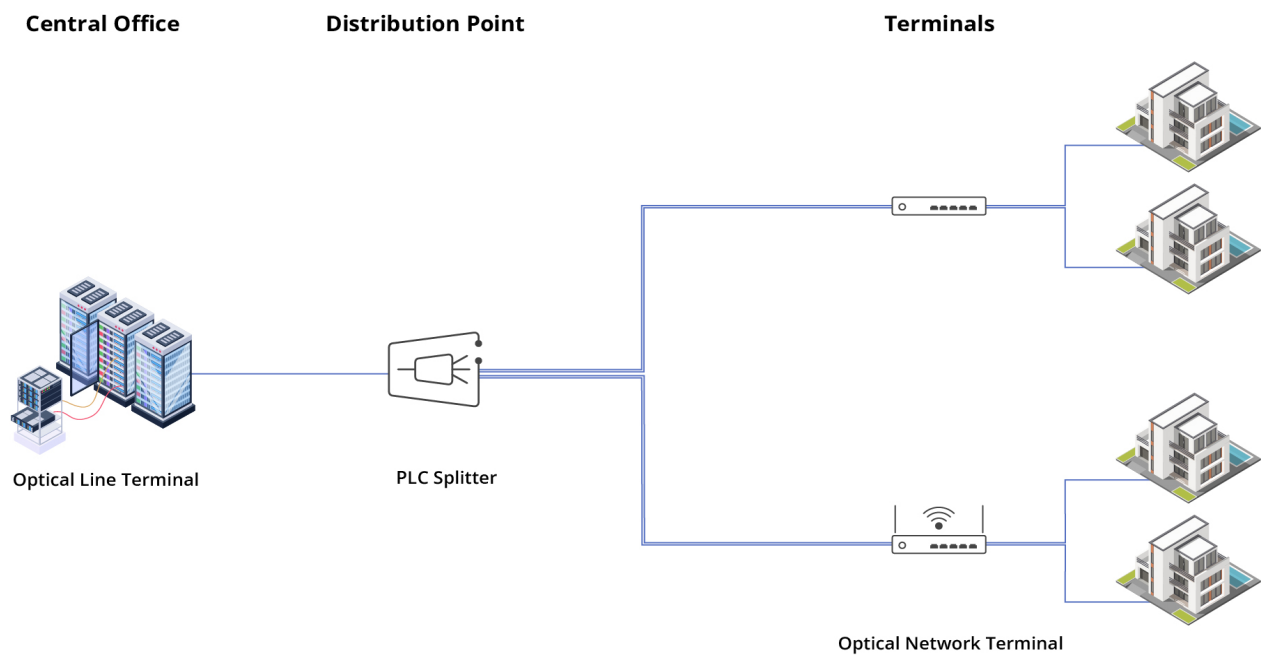 Central Office
Distribution Point
Terminals
Optical Line Terminal
PLC Splitter
Optical Network Terminal